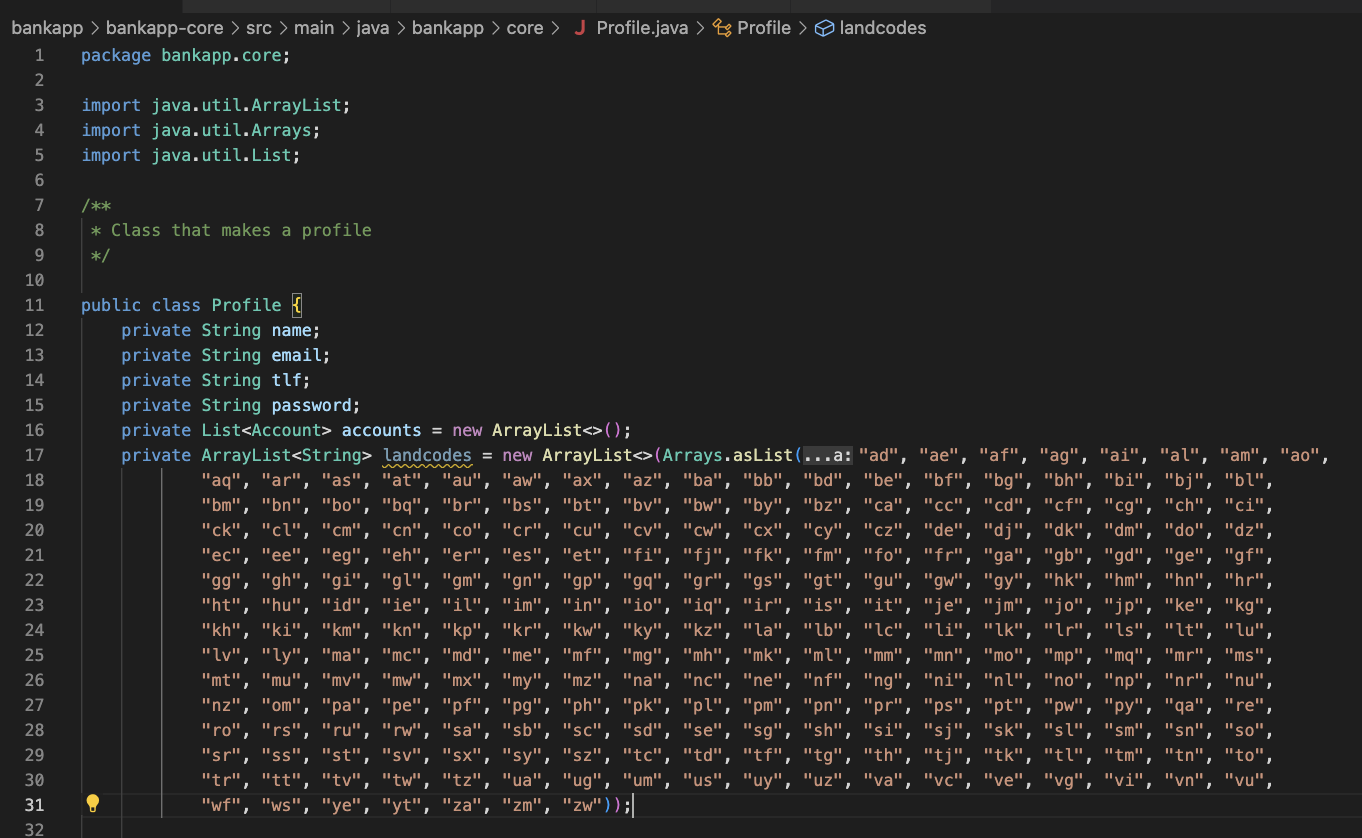 bankapp > bankapp-core > src > main > java > bankapp > core > J Profile.java > Profile > landcodes
1 package bankapp.core;
2
3 import java.util.ArrayList;
4 import java.util.Arrays;
5 import java.util.List;
6
7 /**
8 * Class that makes a profile
9 */
10
11 public class Profile {
12 private String name;
13 private String email;
14 private String tlf;
15 private String password;
16 private List<Account> accounts = new ArrayList<>();
17 private ArrayList<String> landcodes = new ArrayList<>(Arrays.asList(...a: "ad", "ae", "af", "ag", "ai", "al", "am", "ao",
18 "aq", "ar", "as", "at", "au", "aw", "ax", "az", "ba", "bb", "bd", "be", "bf", "bg", "bh", "bi", "bj", "bl",
19 "bm", "bn", "bo", "bq", "br", "bs", "bt", "bv", "bw", "by", "bz", "ca", "cc", "cd", "cf", "cg", "ch", "ci",
20 "ck", "cl", "cm", "cn", "co", "cr", "cu", "cv", "cw", "cx", "cy", "cz", "de", "dj", "dk", "dm", "do", "dz",
21 "ec", "ee", "eg", "eh", "er", "es", "et", "fi", "fj", "fk", "fm", "fo", "fr", "ga", "gb", "gd", "ge", "gf",
22 "gg", "gh", "gi", "gl", "gm", "gn", "gp", "gq", "gr", "gs", "gt", "gu", "gw", "gy", "hk", "hm", "hn", "hr",
23 "ht", "hu", "id", "ie", "il", "im", "in", "io", "iq", "ir", "is", "it", "je", "jm", "jo", "jp", "ke", "kg",
24 "kh", "ki", "km", "kn", "kp", "kr", "kw", "ky", "kz", "la", "lb", "lc", "li", "lk", "lr", "ls", "lt", "lu",
25 "lv", "ly", "ma", "mc", "md", "me", "mf", "mg", "mh", "mk", "ml", "mm", "mn", "mo", "mp", "mq", "mr", "ms",
26 "mt", "mu", "mv", "mw", "mx", "my", "mz", "na", "nc", "ne", "nf", "ng", "ni", "nl", "no", "np", "nr", "nu",
27 "nz", "om", "pa", "pe", "pf", "pg", "ph", "pk", "pl", "pm", "pn", "pr", "ps", "pt", "pw", "py", "qa", "re",
28 "ro", "rs", "ru", "rw", "sa", "sb", "sc", "sd", "se", "sg", "sh", "si", "sj", "sk", "sl", "sm", "sn", "so",
29 "sr", "ss", "st", "sv", "sx", "sy", "sz", "tc", "td", "tf", "tg", "th", "tj", "tk", "tl", "tm", "tn", "to",
30 "tr", "tt", "tv", "tw", "tz", "ua", "ug", "um", "us", "uy", "uz", "va", "vc", "ve", "vg", "vi", "vn", "vu",
31 "wf", "ws", "ye", "yt", "za", "zm", "zw"));
32